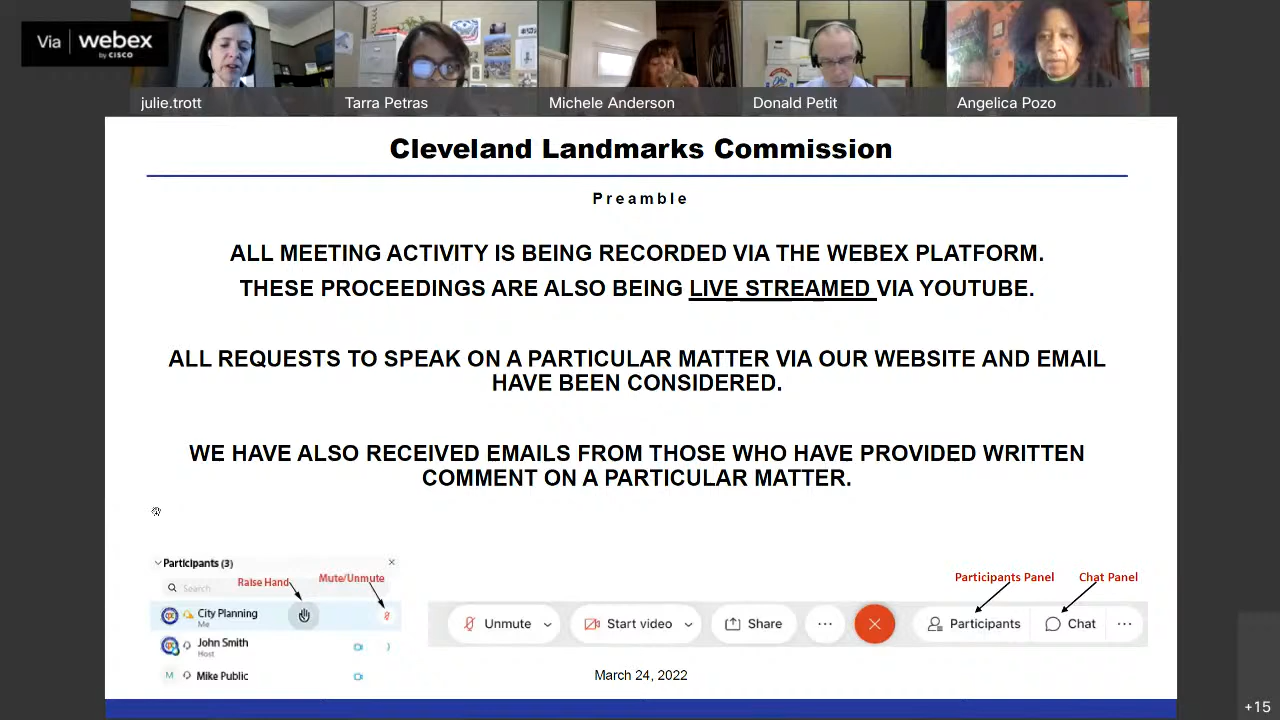 Via webex
by CISCO
julie.trott
Tarra Petras
Michele Anderson
Donald Petit
Angelica Pozo
Cleveland Landmarks Commission
Preamble
ALL MEETING ACTIVITY IS BEING RECORDED VIA THE WEBEX PLATFORM.
THESE PROCEEDINGS ARE ALSO BEING LIVE STREAMED VIA YOUTUBE.
ALL REQUESTS TO SPEAK ON A PARTICULAR MATTER VIA OUR WEBSITE AND EMAIL
HAVE BEEN CONSIDERED.
WE HAVE ALSO RECEIVED EMAILS FROM THOSE WHO HAVE PROVIDED WRITTEN
COMMENT ON A PARTICULAR MATTER.
Participants (3)
Search
Raise Hand
Mute/Unmute
City Planning
Me
John Smith
Host
M Mike Public
Participants Panel
Chat Panel
Unmute
Start video
Share
Participants
Chat
March 24, 2022
+15